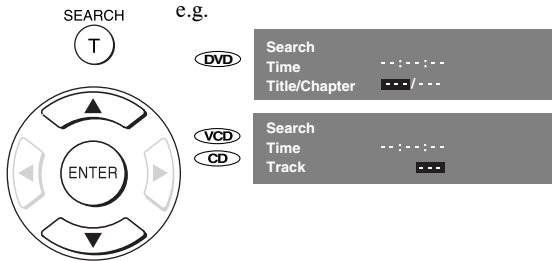 SEARCH
T
ENTER
e.g.
DVD
Search
Time --:--:--
Title/Chapter ---/---
VCD
CD
Search
Time --:--:--
Track ---